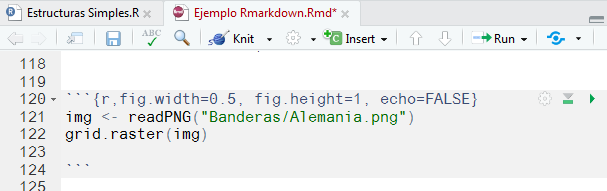 Estructuras Simples.R
Ejemplo Rmarkdown.Rmd*
ABC Knit Insert Run
118
119
120 ```{r,fig.width=0.5, fig.height=1, echo=FALSE}
121 img <- readPNG("Banderas/Alemania.png")
122 grid.raster(img)
123
124 ```
125